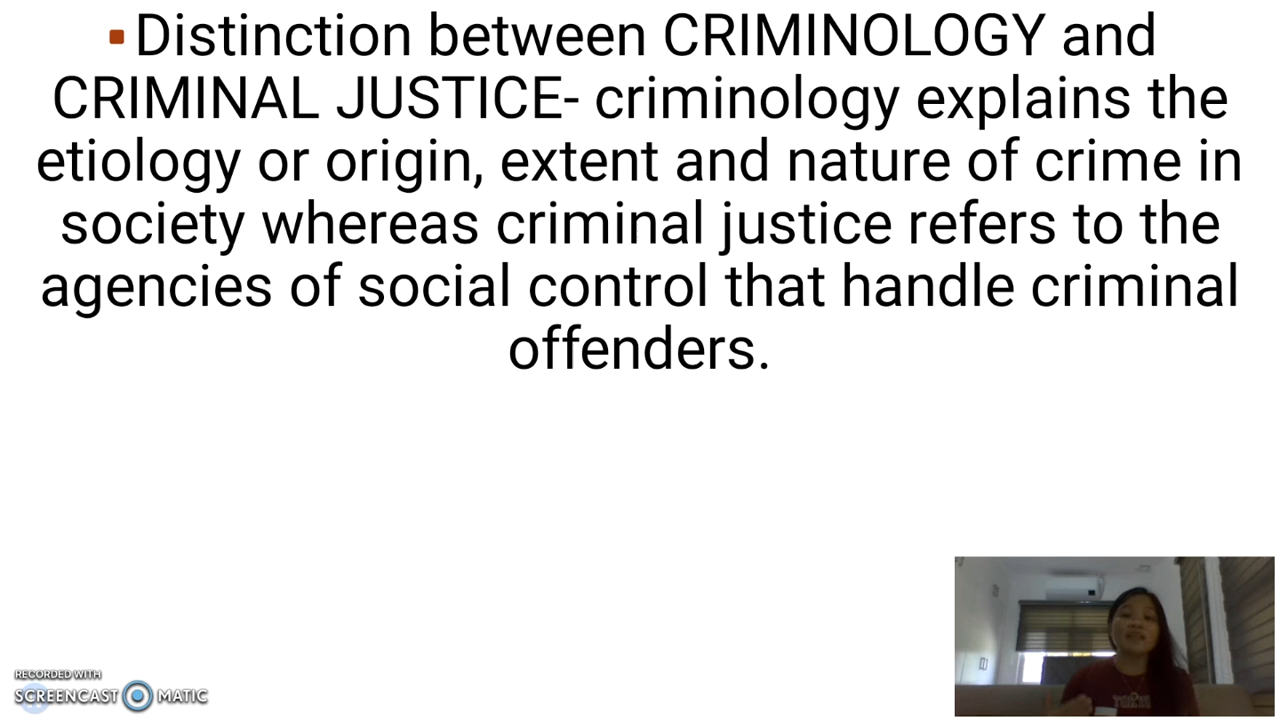 Distinction between CRIMINOLOGY and
CRIMINAL JUSTICE- criminology explains the
etiology or origin, extent and nature of crime in
society whereas criminal justice refers to the
agencies of social control that handle criminal
offenders.
RECORDED WITH
SCREENCAST MATIC